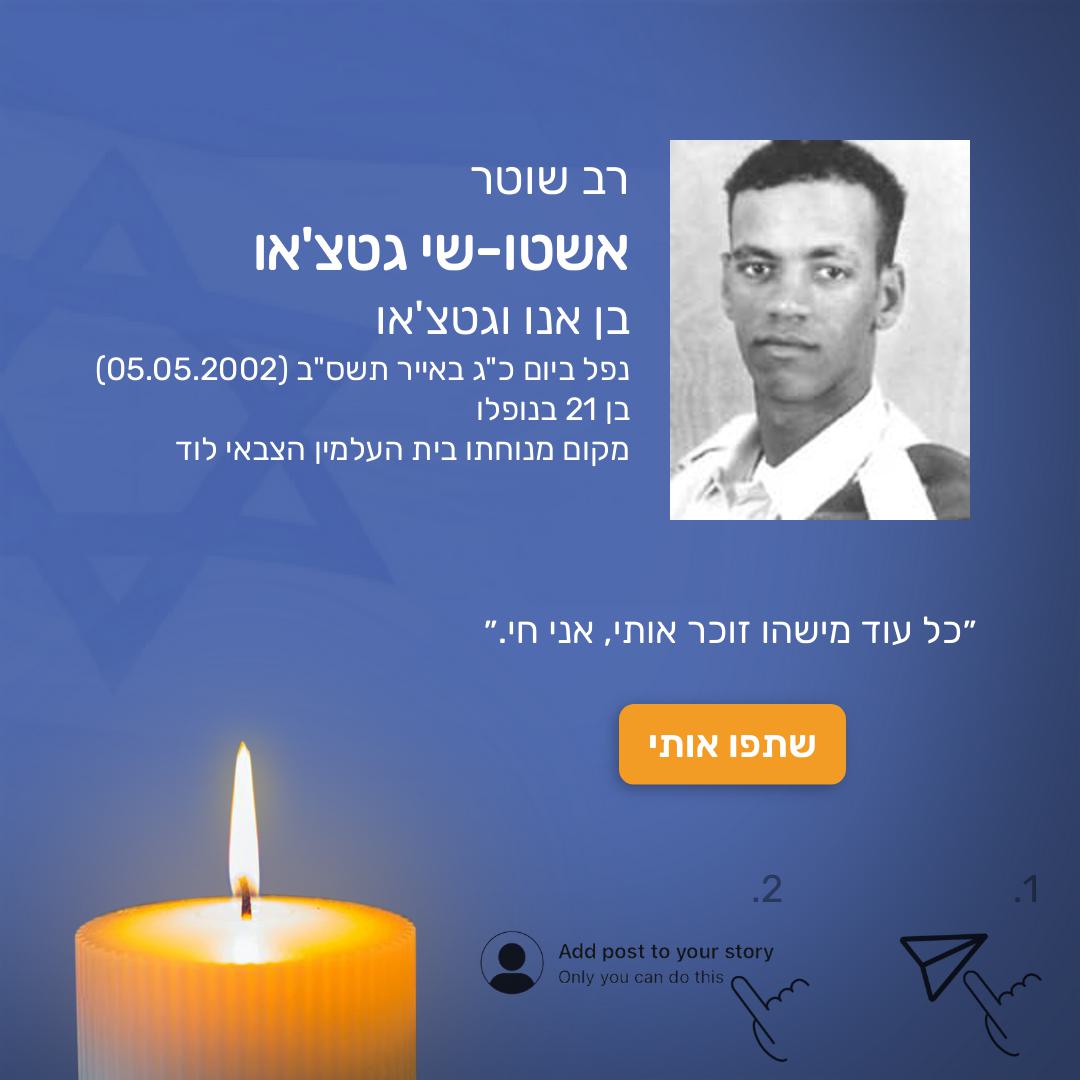 רב שוטר
אשטו-שי גטצ'או
בן אנו וגטצ'או
נפל ביום כ"ג באייר תשס"ב (05.05.2002)
בן 21 בנופלו
מקום מנוחתו בית העלמין הצבאי לוד
״כל עוד מישהו זוכר אותי, אני חי.״
שתפו אותי
1.
2.
Add post to your story
Only you can do this